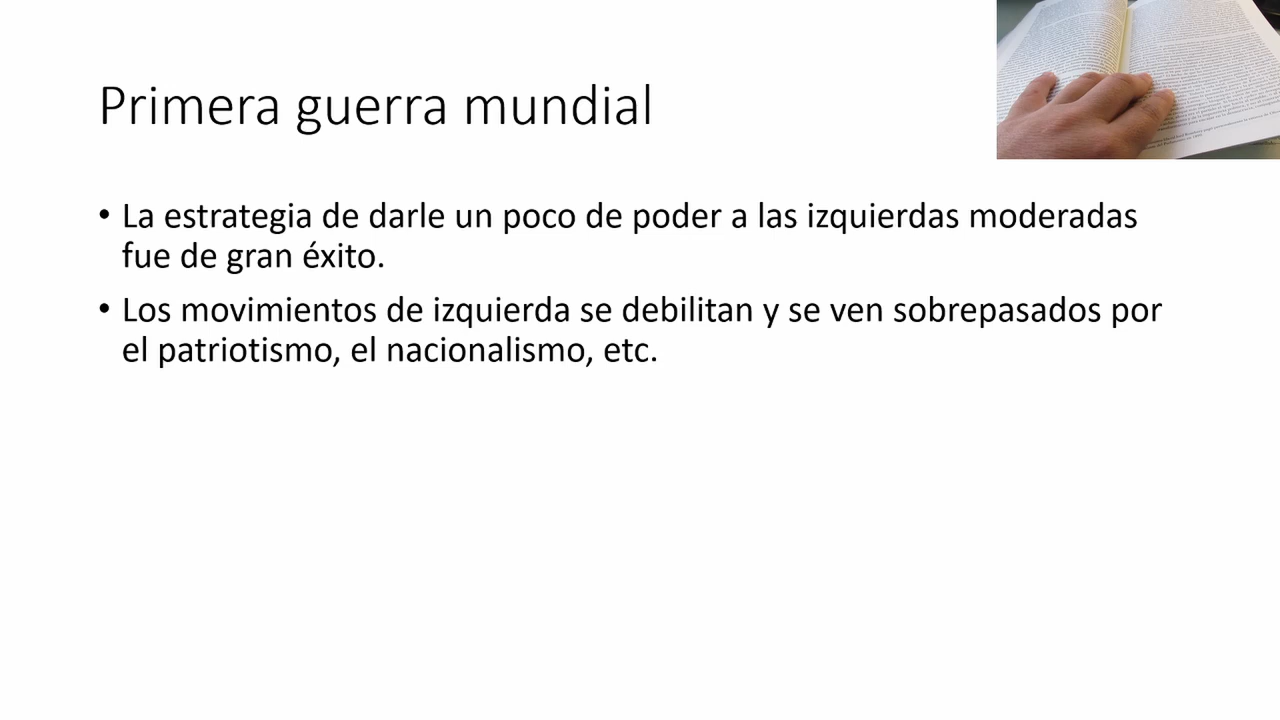 Primera guerra mundial
• La estrategia de darle un poco de poder a las izquierdas moderadas
fue de gran éxito.
• Los movimientos de izquierda se debilitan y se ven sobrepasados por
el patriotismo, el nacionalismo, etc.